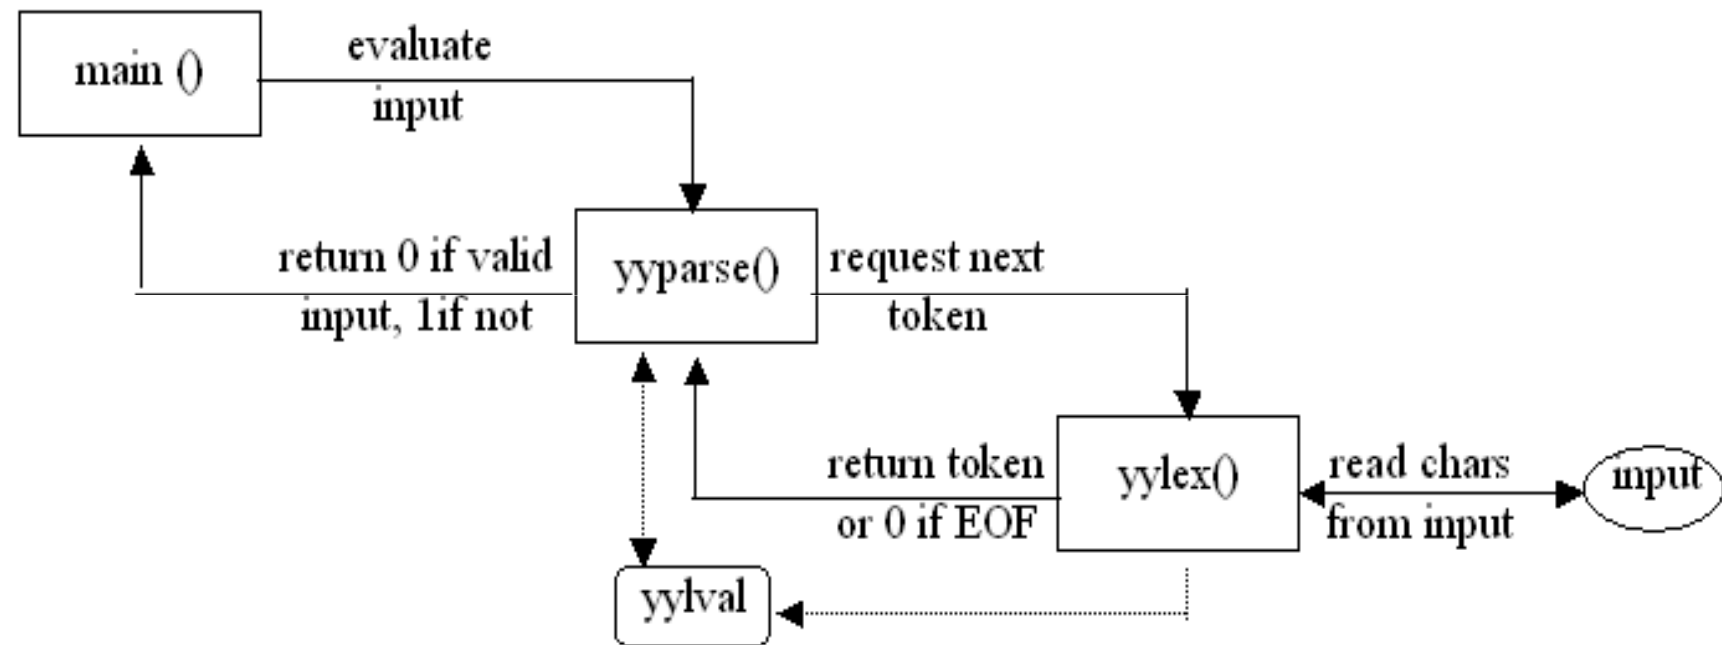 main ()
evaluate
input
return 0 if valid
input, 1if not
yyparse()
request next
token
return token
or 0 if EOF
yylex()
read chars
from input
input
yylval